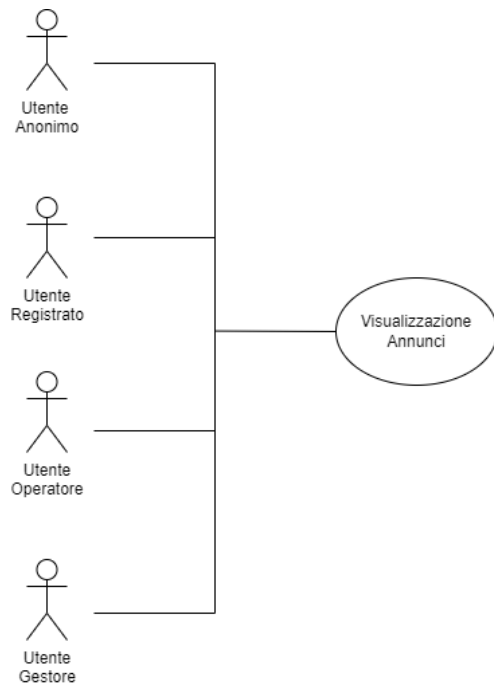 Utente
Anonimo
Utente
Registrato
Visualizzazione
Annunci
Utente
Operatore
Utente
Gestore